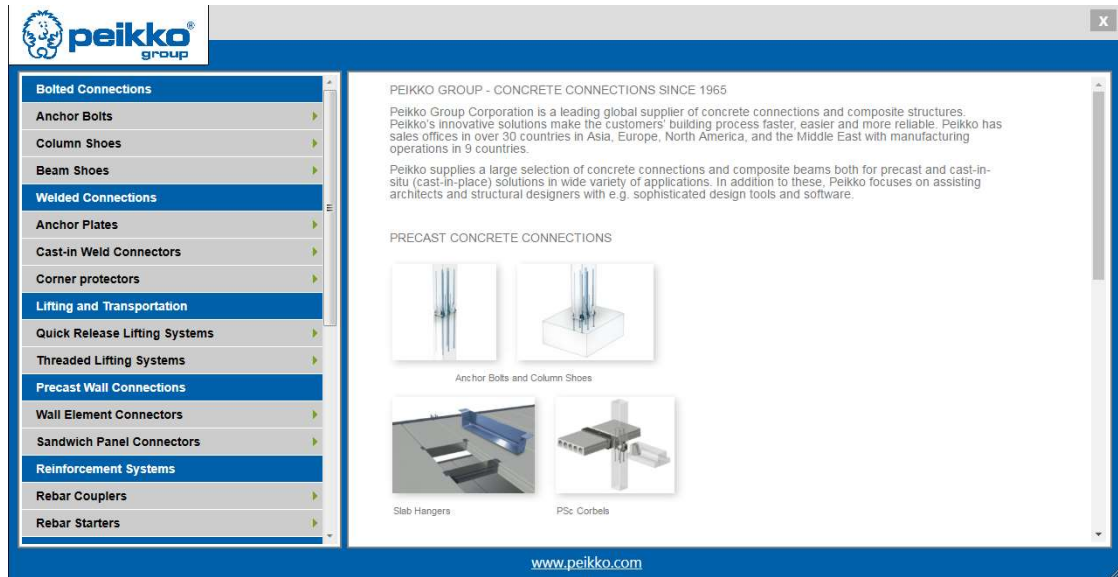 peikko®
group
X
Bolted Connections
Anchor Bolts
Column Shoes
Beam Shoes
Welded Connections
Anchor Plates
Cast-in Weld Connectors
Corner protectors
Lifting and Transportation
Quick Release Lifting Systems
Threaded Lifting Systems
Precast Wall Connections
Wall Element Connectors
Sandwich Panel Connectors
Reinforcement Systems
Rebar Couplers
Rebar Starters
PEIKKO GROUP - CONCRETE CONNECTIONS SINCE 1965
Peikko Group Corporation is a leading global supplier of concrete connections and composite structures.
Peikko's innovative solutions make the customers' building process faster, easier and more reliable. Peikko has
sales offices in over 30 countries in Asia, Europe, North America, and the Middle East with manufacturing
operations in 9 countries.
Peikko supplies a large selection of concrete connections and composite beams both for precast and cast-in-
situ (cast-in-place) solutions in wide variety of applications. In addition to these, Peikko focuses on assisting
architects and structural designers with e.g. sophisticated design tools and software.
PRECAST CONCRETE CONNECTIONS
Anchor Bolts and Column Shoes
Slab Hangers
PSc Corbels
www.peikko.com